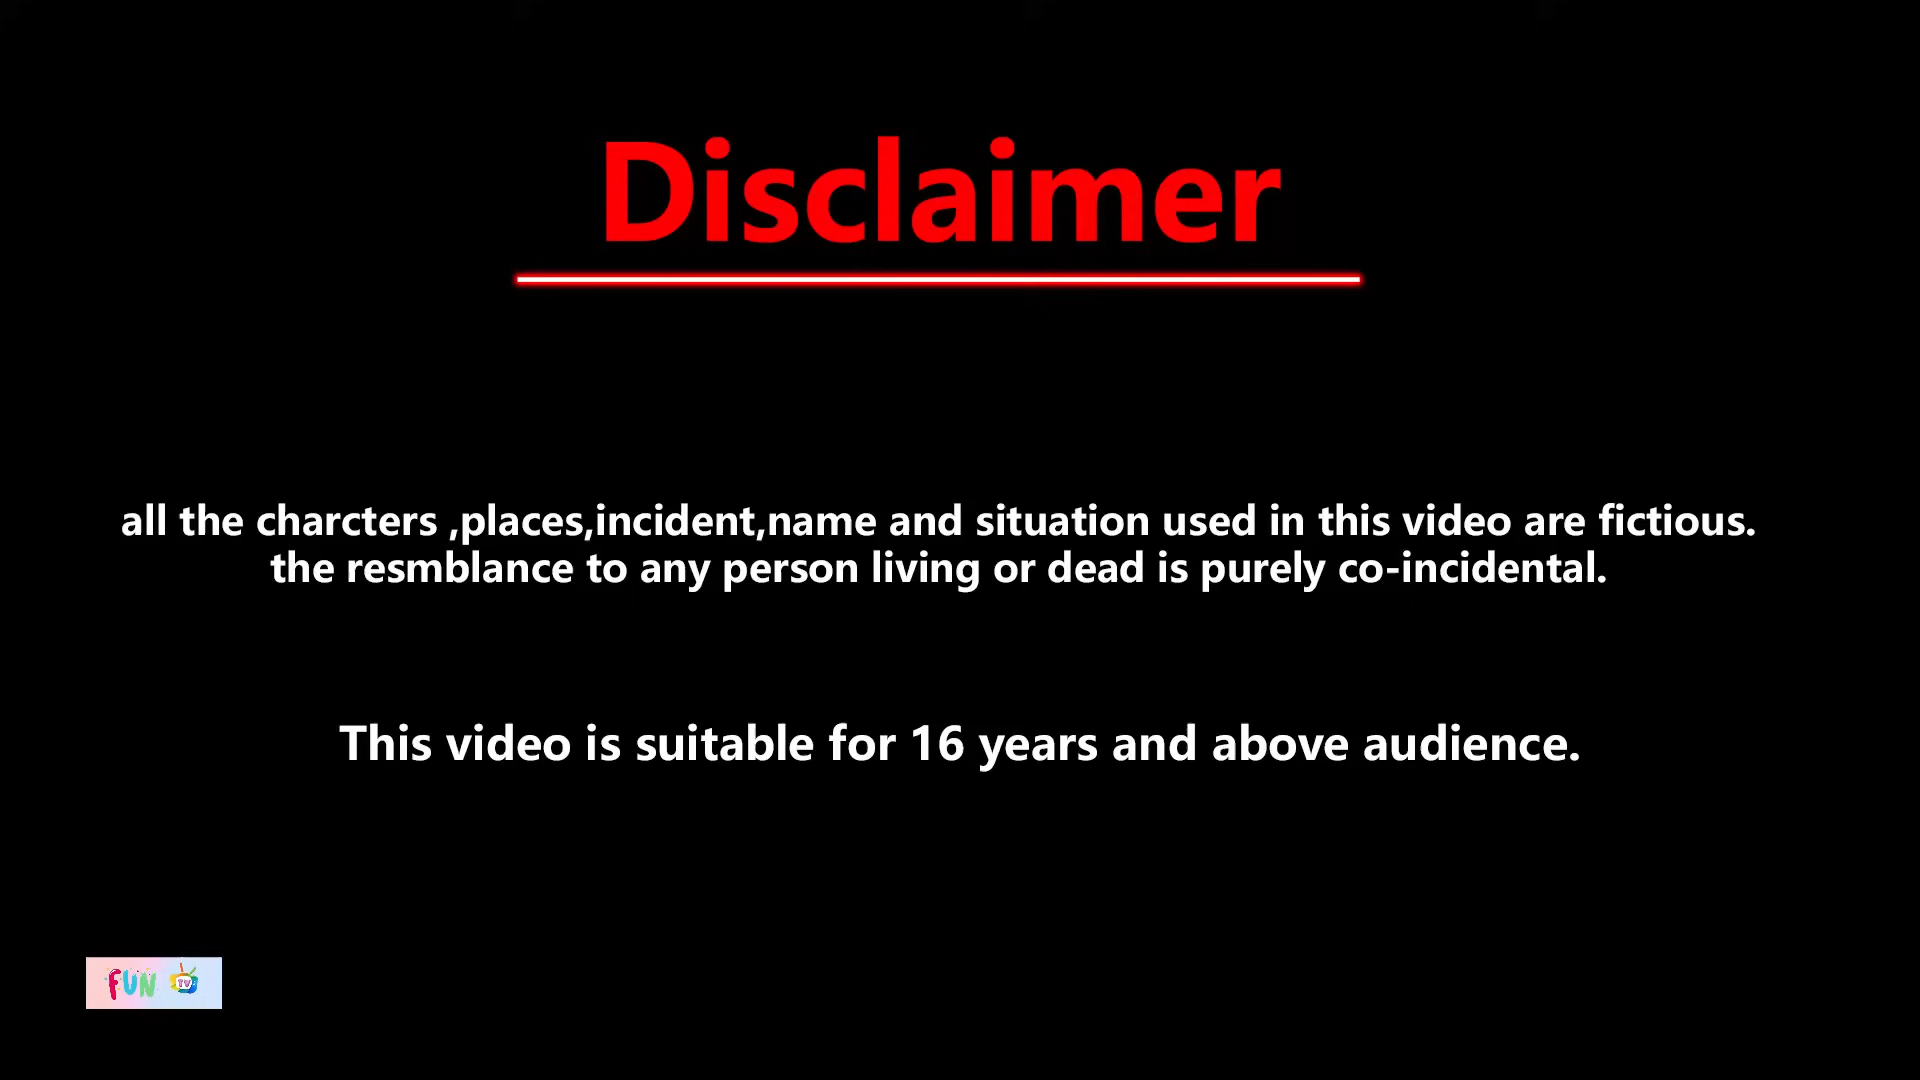 Disclaimer
all the charcters ,places,incident,name and situation used in this video are fictious.
the resmblance to any person living or dead is purely co-incidental.
This video is suitable for 16 years and above audience.
FUN TV